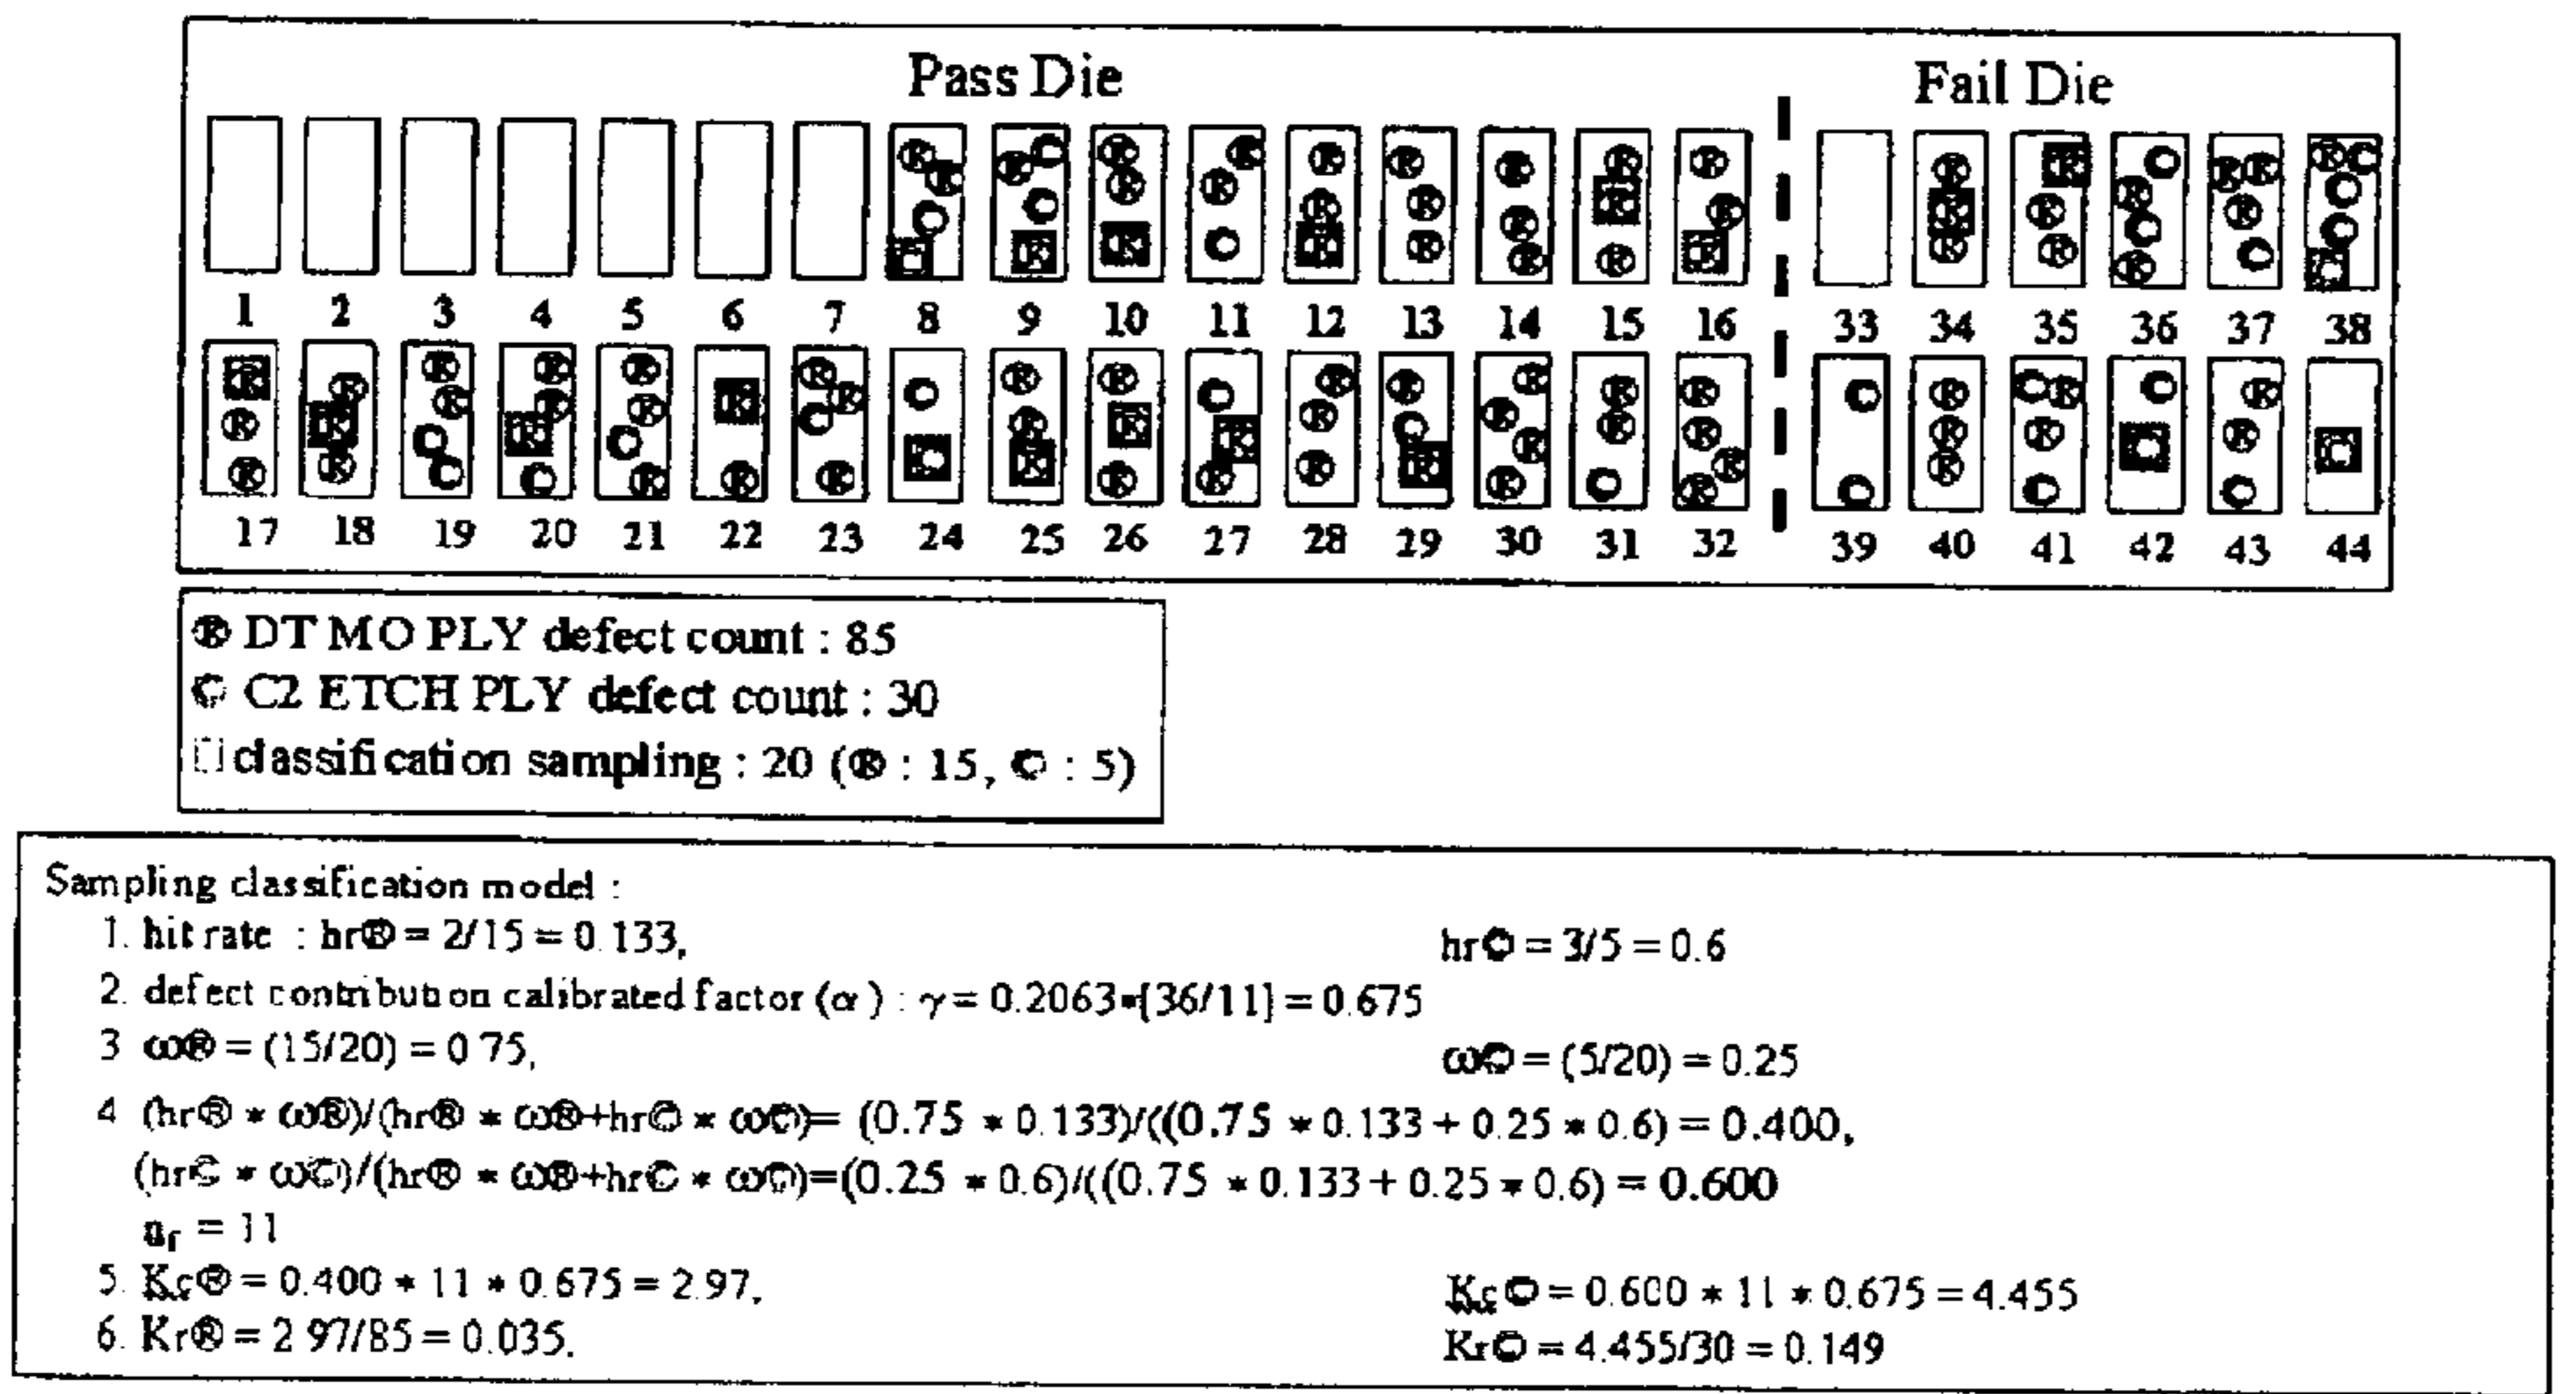 Pass Die Fail Die
1 2 3 4 5 6 7 8 9 10 11 12 13 14 15 16 33 34 35 36 37 38
17 18 19 20 21 22 23 24 25 26 27 28 29 30 31 32 39 40 41 42 43 44
® DT MO PLY defect count : 85
© C2 ETCH PLY defect count : 30
□ classification sampling : 20 (® : 15, © : 5)
Sampling classification model :
1. hit rate : hr® = 2/15 = 0.133, hr© = 3/5 = 0.6
2. defect contribution calibrated factor (α) : γ = 0.2063*[36/11] = 0.675
3 ω® = (15/20) = 0.75, ω© = (5/20) = 0.25
4 (hr® * ω®)/(hr® * ω®+hr© * ω©)= (0.75 * 0.133)/((0.75 * 0.133 + 0.25 * 0.6) = 0.400,
(hr© * ω©)/(hr® * ω®+hr© * ω©)=(0.25 * 0.6)/((0.75 * 0.133 + 0.25 * 0.6) = 0.600
nf = 11
5. Kc® = 0.400 * 11 * 0.675 = 2.97, Kc© = 0.600 * 11 * 0.675 = 4.455
6. Kr® = 2.97/85 = 0.035. Kr© = 4.455/30 = 0.149